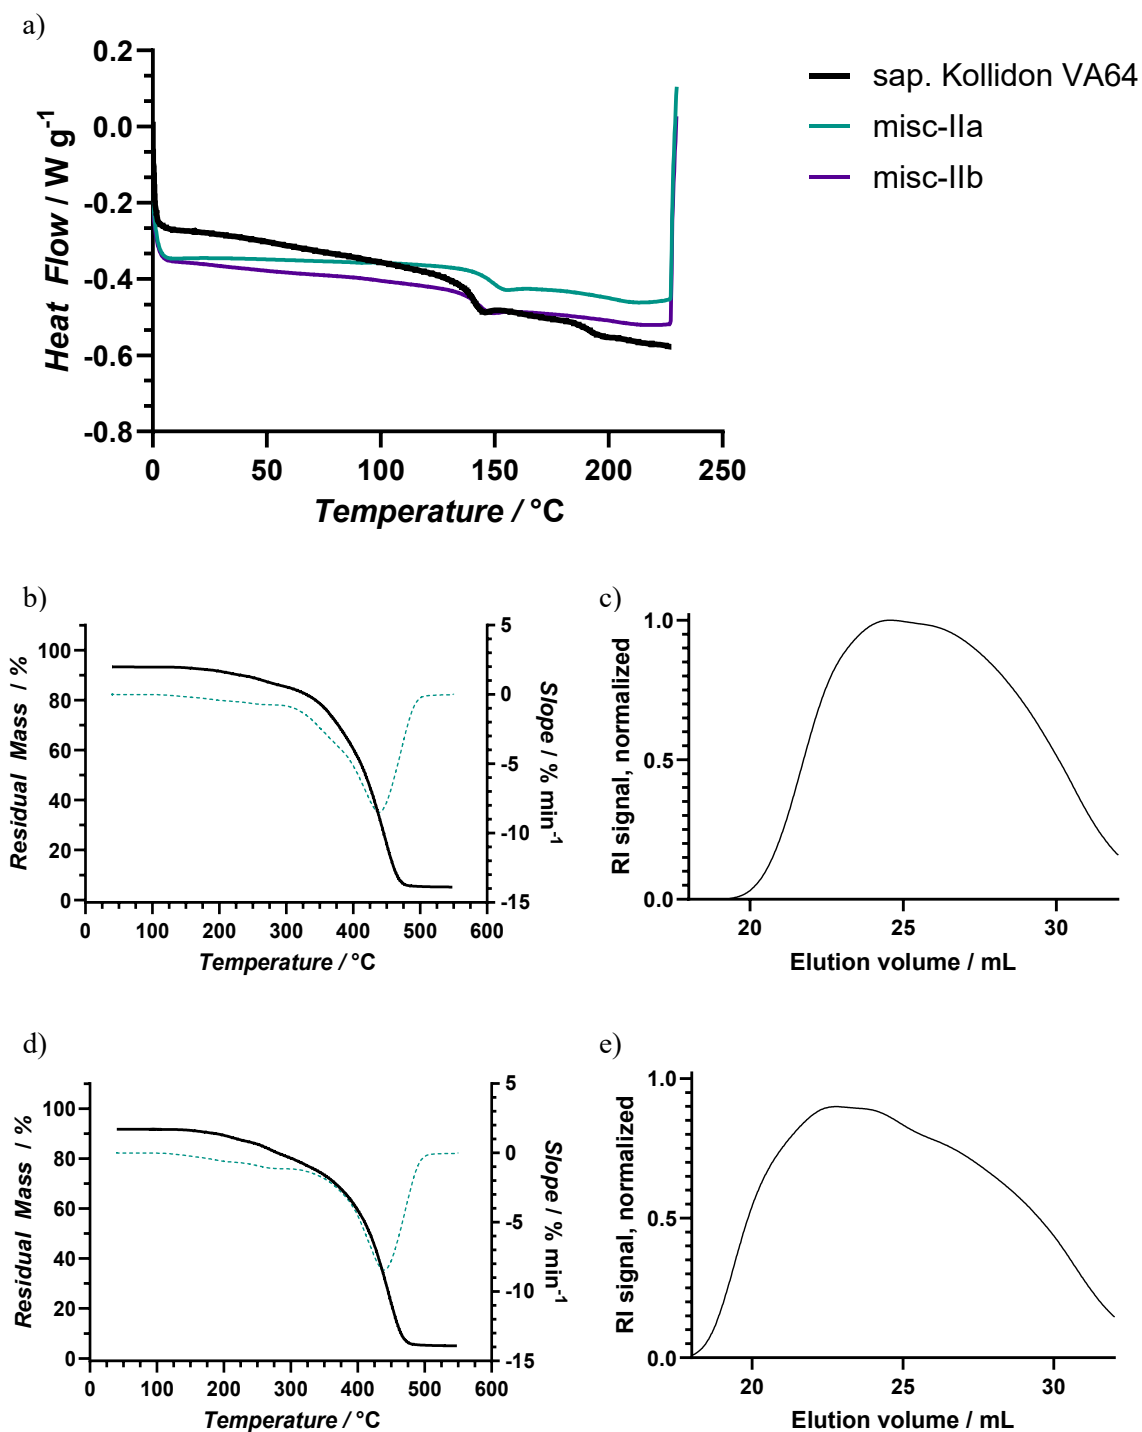 a)
0.2
0.0
-0.2
-0.4
-0.6
-0.8
Heat Flow / W g-1
0 50 100 150 200 250
Temperature / °C
sap. Kollidon VA64
misc-IIa
misc-IIb
b)
100
80
60
40
20
0
Residual Mass / %
5
0
-5
-10
-15
Slope / % min-1
0 100 200 300 400 500 600
Temperature / °C
c)
1.0
0.5
0.0
RI signal, normalized
20 25 30
Elution volume / mL
d)
100
80
60
40
20
0
Residual Mass / %
5
0
-5
-10
-15
Slope / % min-1
0 100 200 300 400 500 600
Temperature / °C
e)
1.0
0.5
0.0
RI signal, normalized
20 25 30
Elution volume / mL